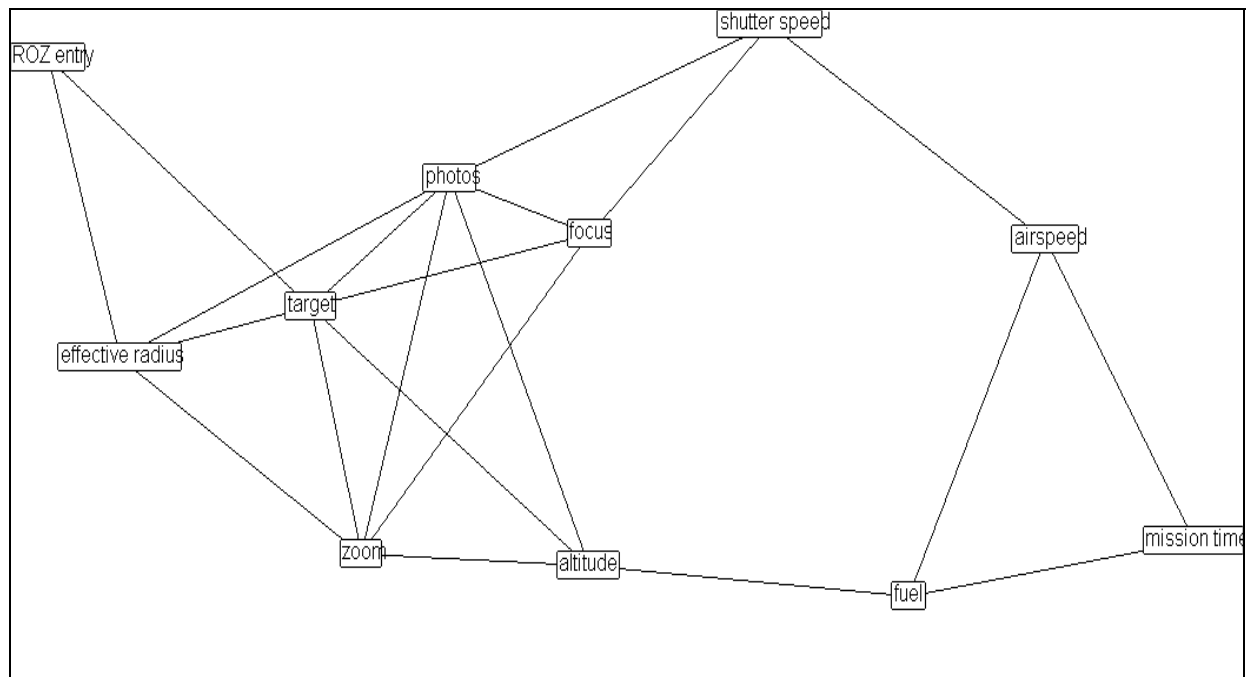 shutter speed
ROZ entry
photos
focus
airspeed
target
effective radius
zoom
altitude
mission time
fuel